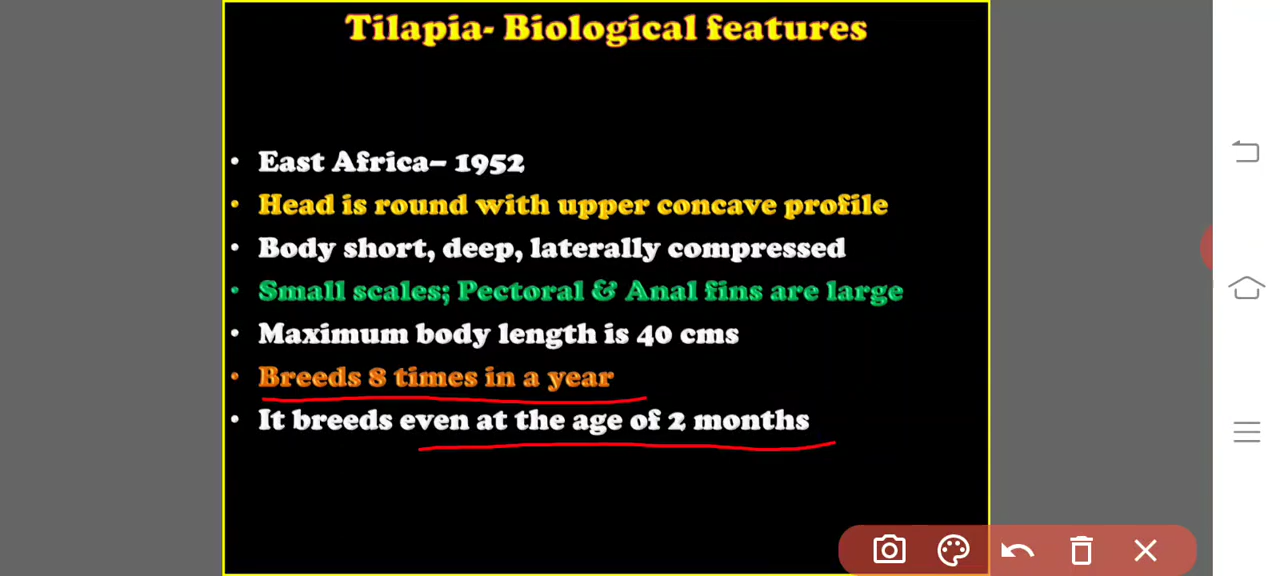 Tilapia- Biological features
• East Africa– 1952
• Head is round with upper concave profile
• Body short, deep, laterally compressed
• Small scales; Pectoral & Anal fins are large
• Maximum body length is 40 cms
• Breeds 8 times in a year
• It breeds even at the age of 2 months